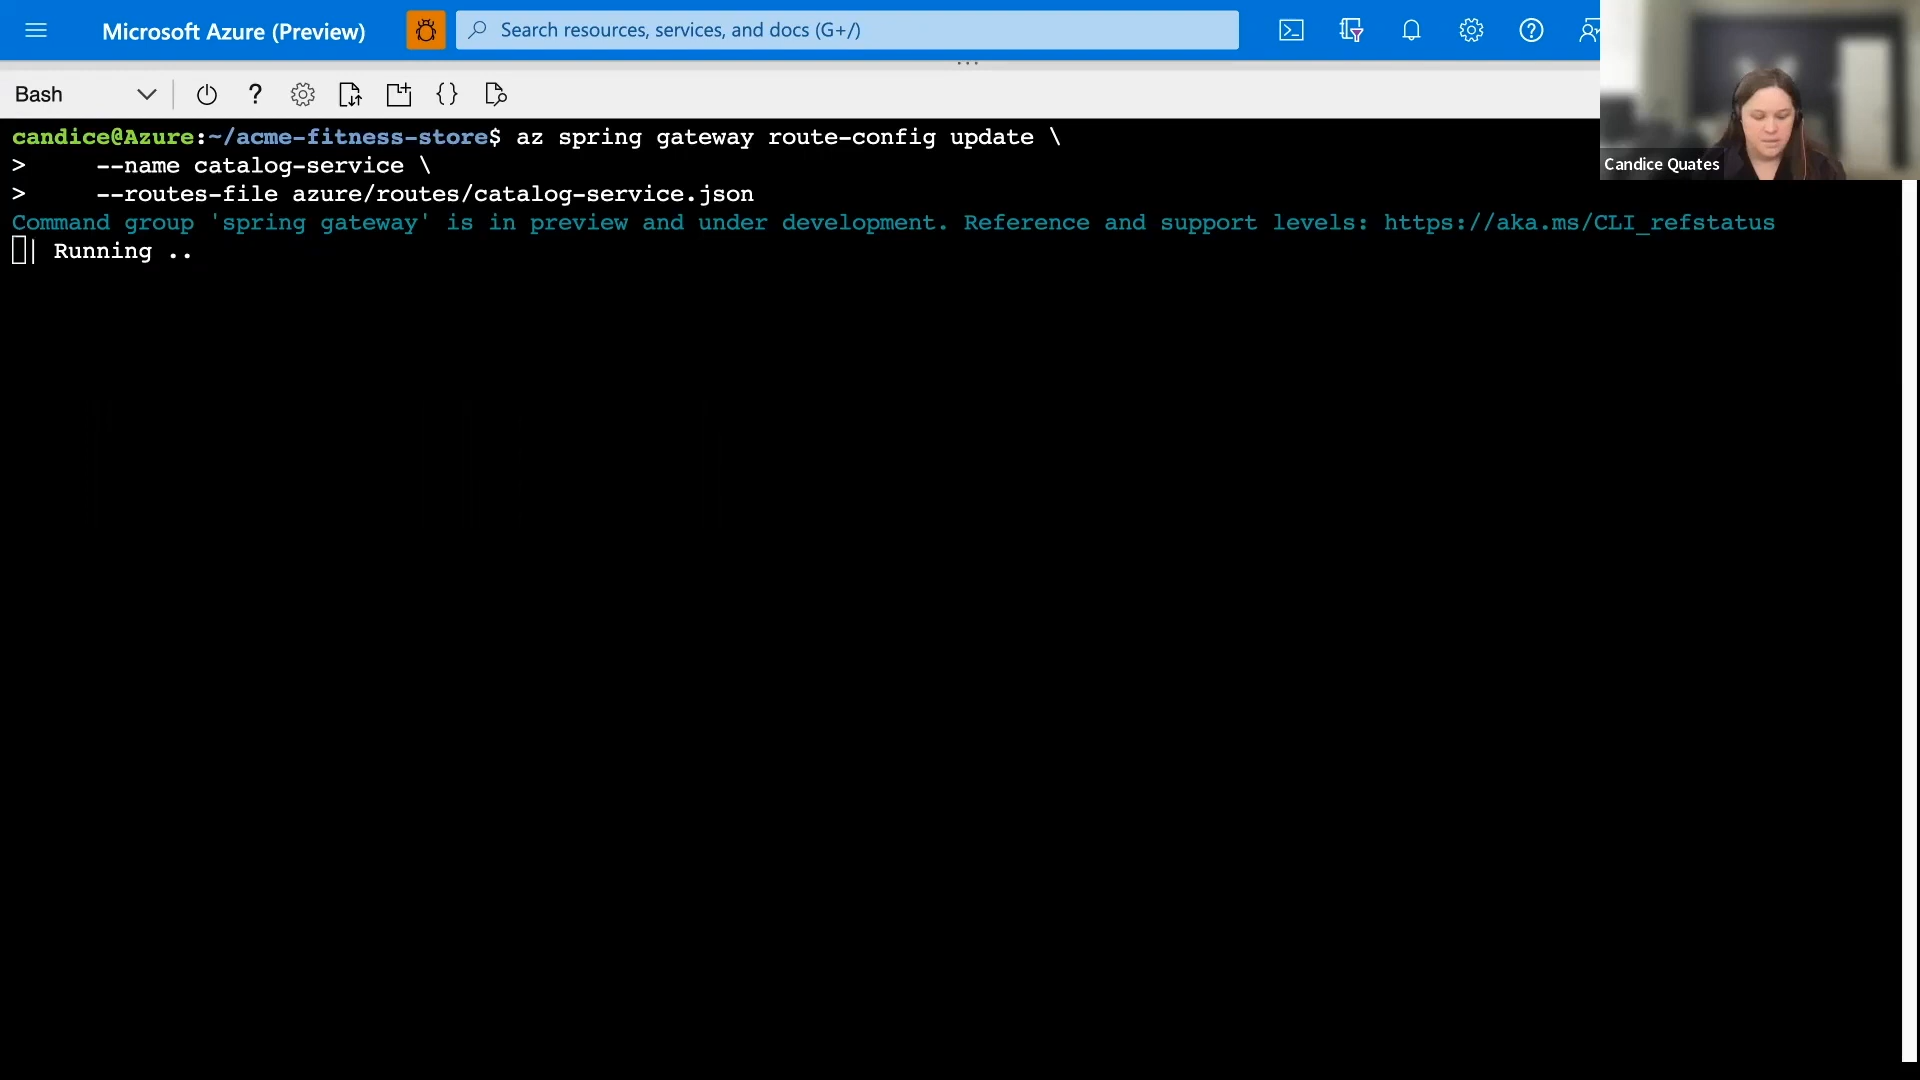 Microsoft Azure (Preview)
Search resources, services, and docs (G+/)
Bash
candice@Azure:~/acme-fitness-store$ az spring gateway route-config update \
>     --name catalog-service \
>     --routes-file azure/routes/catalog-service.json
Command group 'spring gateway' is in preview and under development. Reference and support levels: https://aka.ms/CLI_refstatus
| Running ..
Candice Quates